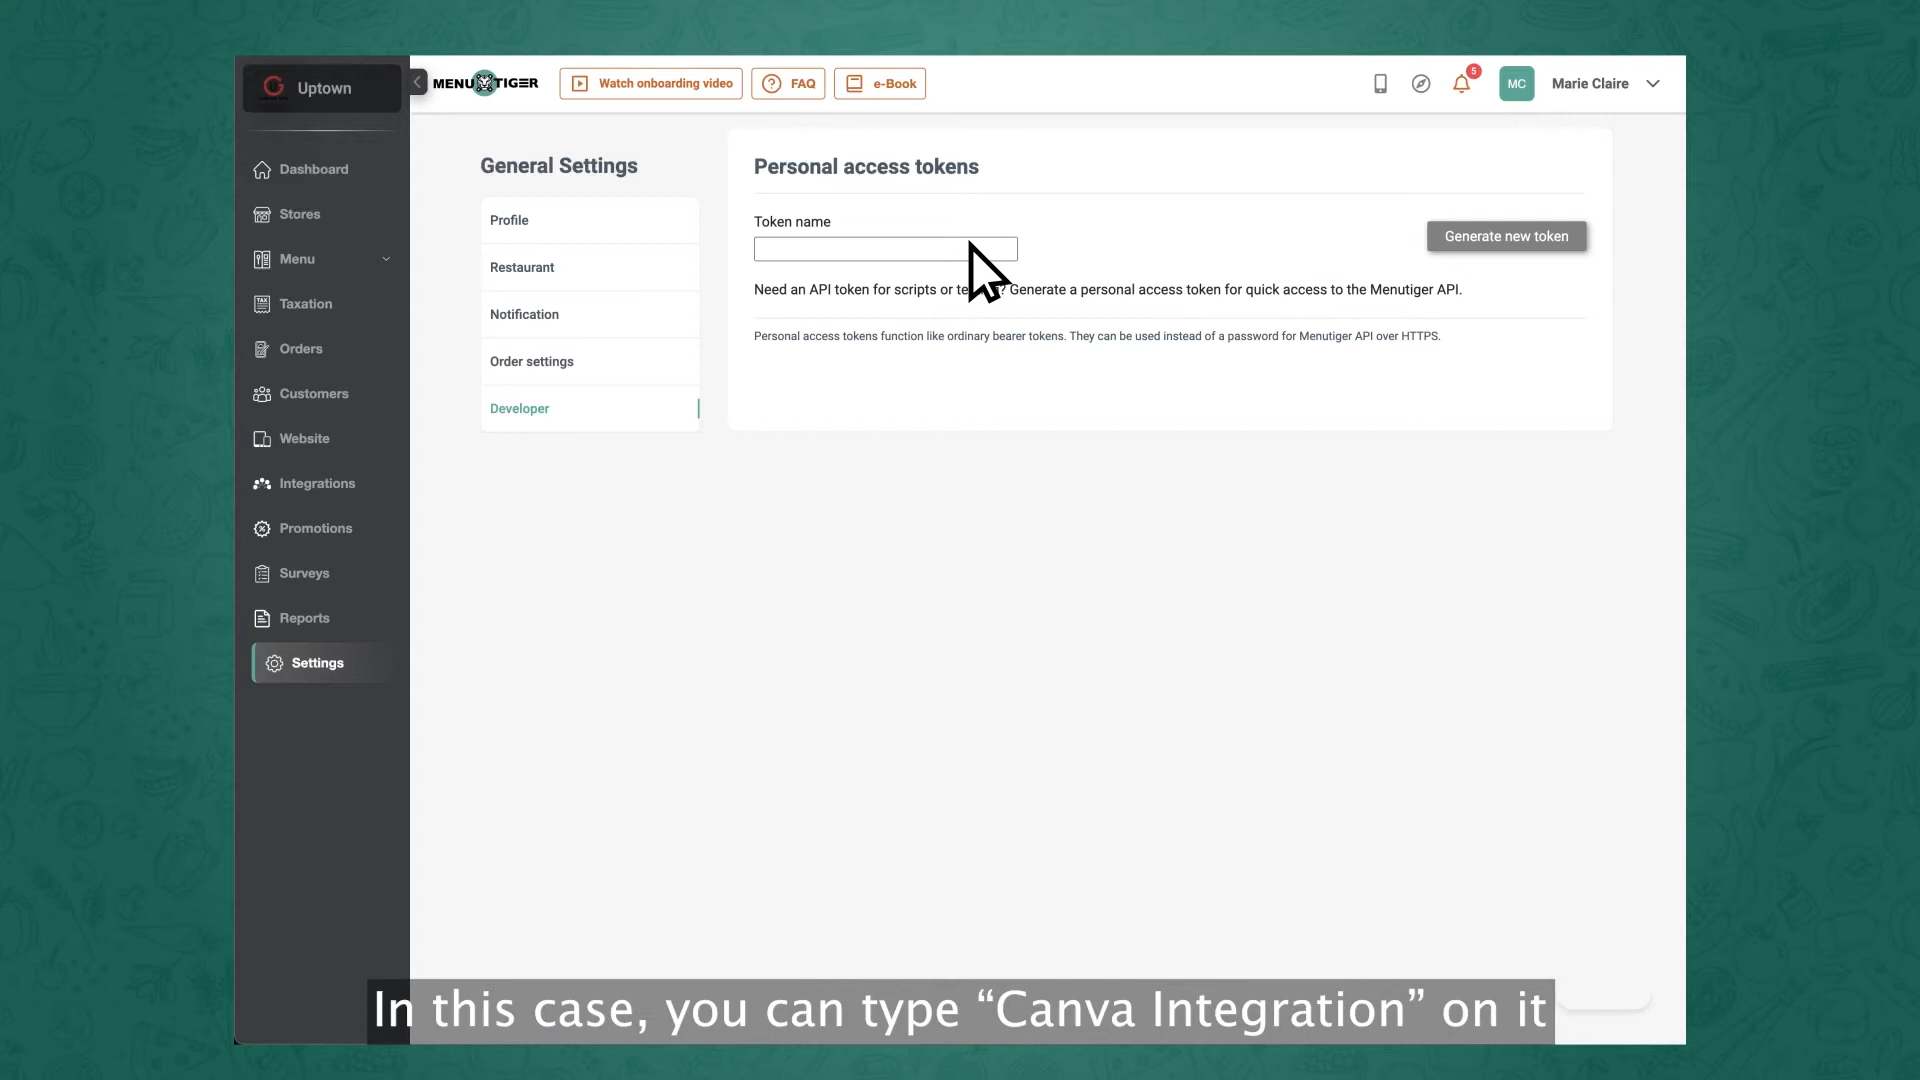 Uptown
MENU TIGER
Watch onboarding video
FAQ
e-Book
5
MC
Marie Claire
Dashboard
Stores
Menu
Taxation
Orders
Customers
Website
Integrations
Promotions
Surveys
Reports
Settings
General Settings
Profile
Restaurant
Notification
Order settings
Developer
Personal access tokens
Token name
Generate new token
Need an API token for scripts or Generate a personal access token for quick access to the Menutiger API.
Personal access tokens function like ordinary bearer tokens. They can be used instead of a password for Menutiger API over HTTPS.
In this case, you can type “Canva Integration” on it